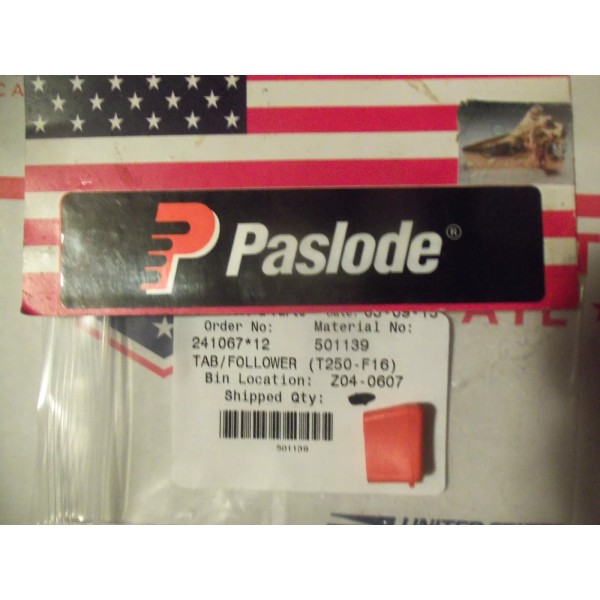 Paslode®
Order No: Material No:
241067*12 501139
TAB/FOLLOWER (T250-F16)
Bin Location: Z04-0607
Shipped Qty:
501139